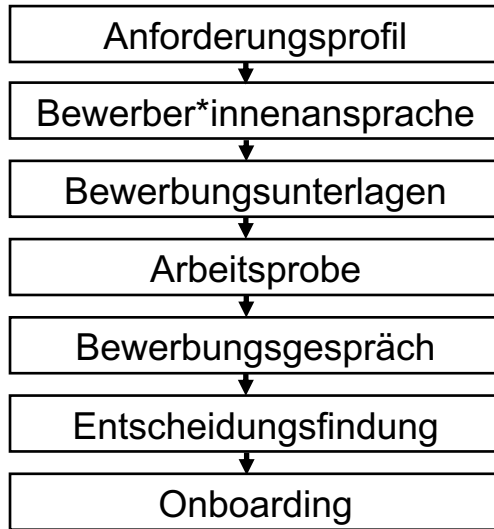 Anforderungsprofil
Bewerber*innenansprache
Bewerbungsunterlagen
Arbeitsprobe
Bewerbungsgespräch
Entscheidungsfindung
Onboarding